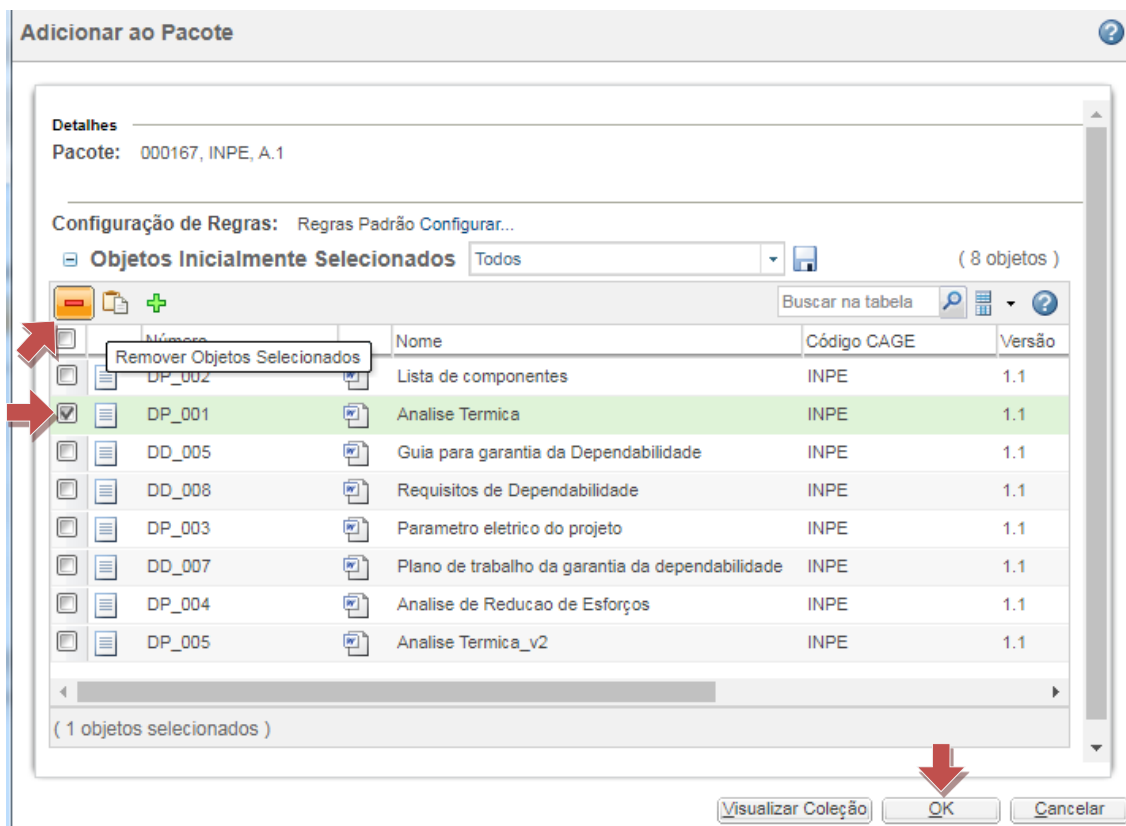 Adicionar ao Pacote
Detalhes
Pacote: 000167, INPE, A.1
Configuração de Regras: Regras Padrão Configurar...
Objetos Inicialmente Selecionados Todos ( 8 objetos )
Buscar na tabela
Número Nome Código CAGE Versão
Remover Objetos Selecionados
DP_002 Lista de componentes INPE 1.1
DP_001 Analise Termica INPE 1.1
DD_005 Guia para garantia da Dependabilidade INPE 1.1
DD_008 Requisitos de Dependabilidade INPE 1.1
DP_003 Parametro eletrico do projeto INPE 1.1
DD_007 Plano de trabalho da garantia da dependabilidade INPE 1.1
DP_004 Analise de Reducao de Esforços INPE 1.1
DP_005 Analise Termica_v2 INPE 1.1
( 1 objetos selecionados )
Visualizar Coleção OK Cancelar